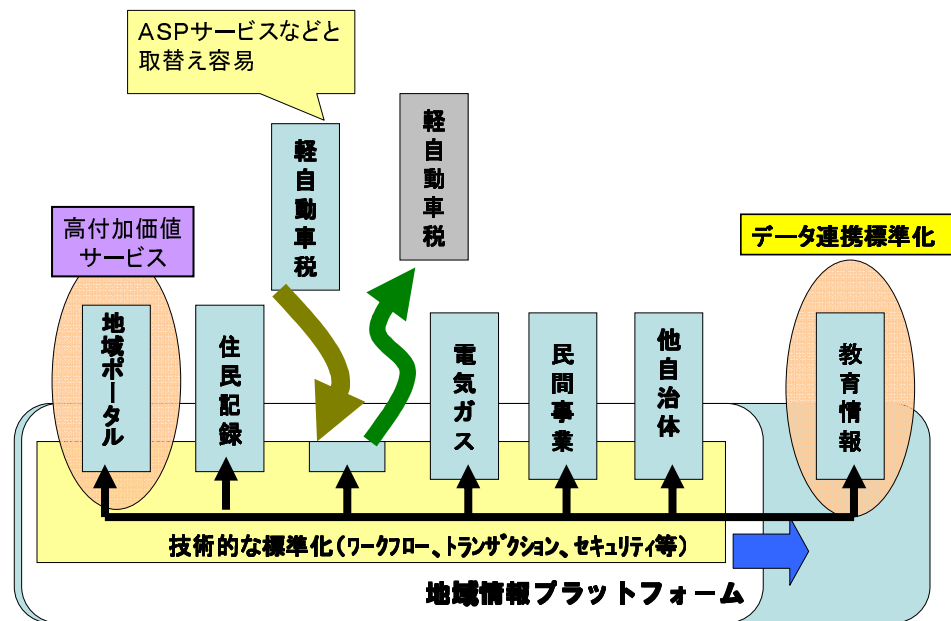 ASPサービスなどと
取替え容易
軽自動車税
軽自動車税
高付加価値
サービス
データ連携標準化
地域ポータル
住民記録
電気ガス
民間事業
他自治体
教育情報
技術的な標準化(ワークフロー、トランザクション、セキュリティ等)
地域情報プラットフォーム